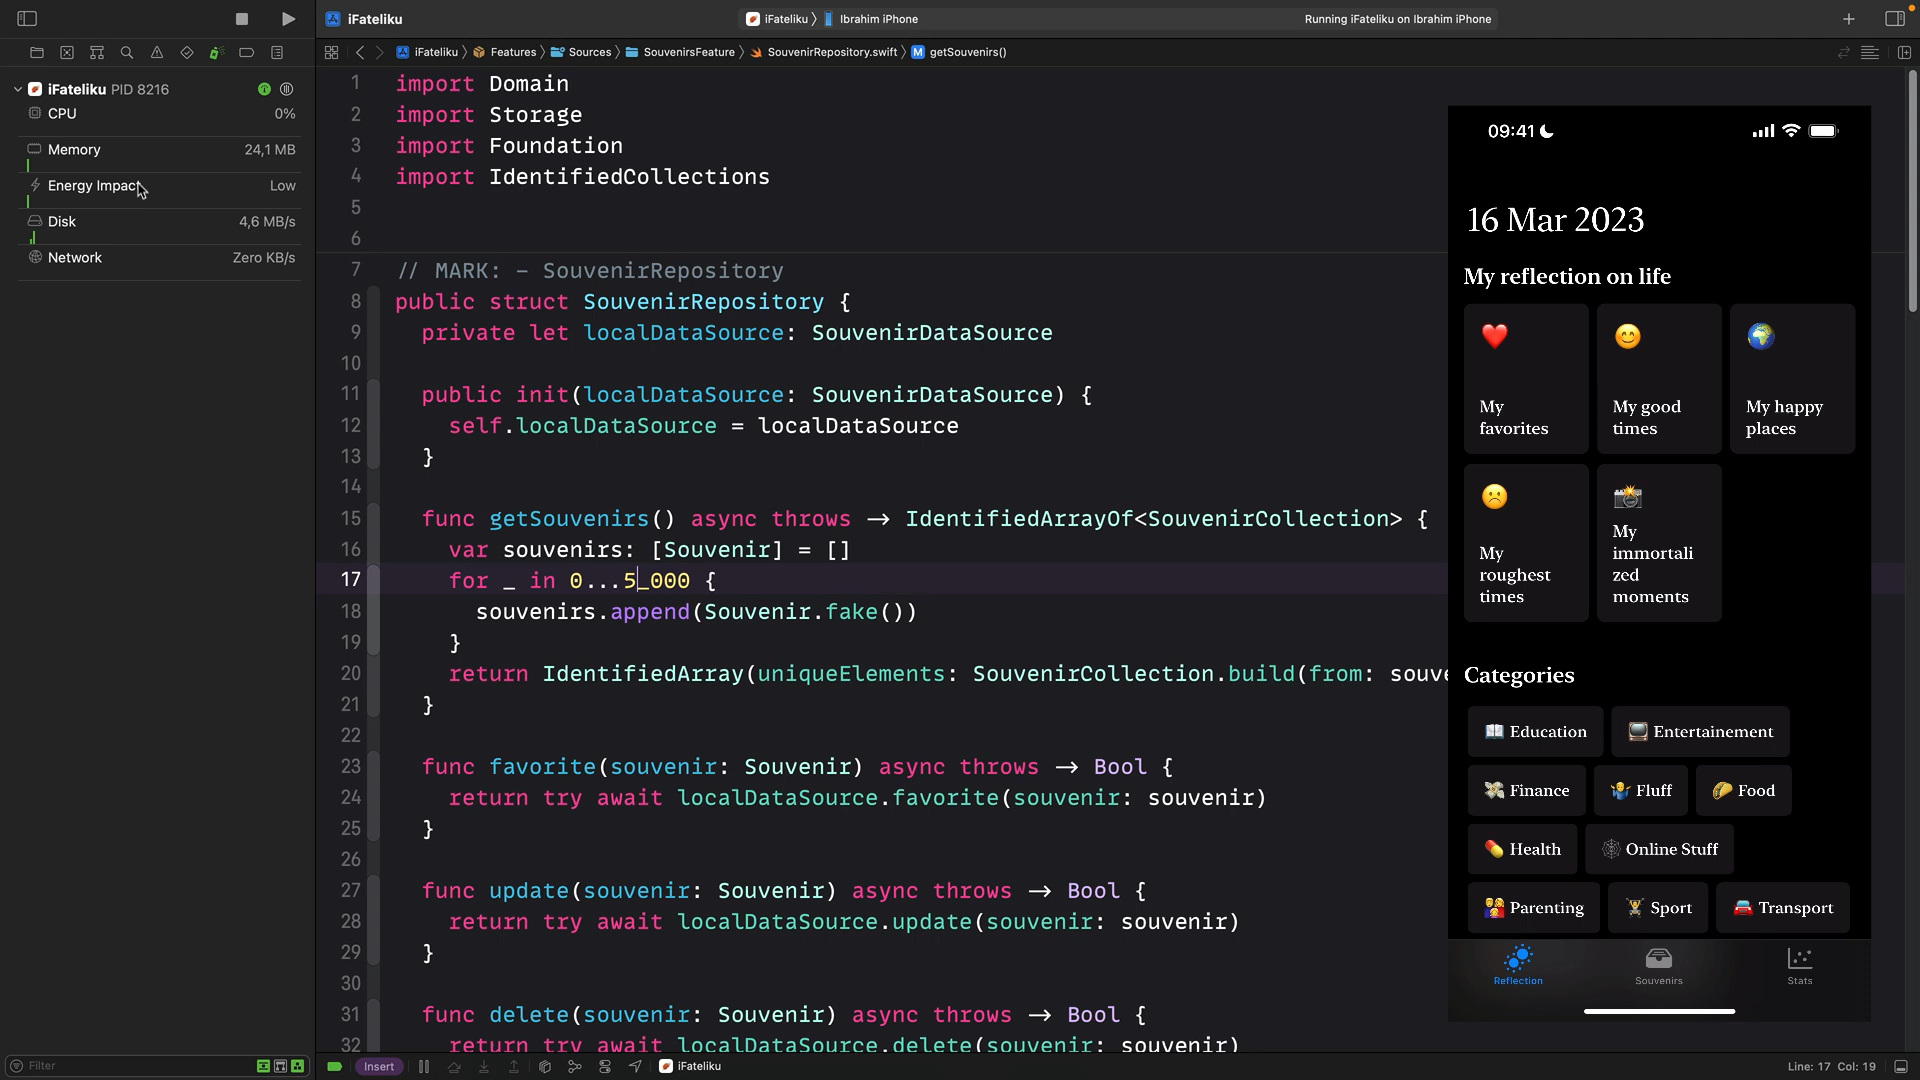 iFateliku
iFateliku
Ibrahim iPhone
Running iFateliku on Ibrahim iPhone
iFateliku
Features
Sources
SouvenirsFeature
SouvenirRepository.swift
M getSouvenirs()
iFateliku PID 8216
CPU 0%
Memory 24,1 MB
Energy Impact Low
Disk 4,6 MB/s
Network Zero KB/s
1 import Domain
2 import Storage
3 import Foundation
4 import IdentifiedCollections
5
6
7 // MARK: - SouvenirRepository
8 public struct SouvenirRepository {
9 private let localDataSource: SouvenirDataSource
10
11 public init(localDataSource: SouvenirDataSource) {
12 self.localDataSource = localDataSource
13 }
14
15 func getSouvenirs() async throws → IdentifiedArrayOf<SouvenirCollection> {
16 var souvenirs: [Souvenir] = []
17 for _ in 0...5_000 {
18 souvenirs.append(Souvenir.fake())
19 }
20 return IdentifiedArray(uniqueElements: SouvenirCollection.build(from: souve
21 }
22
23 func favorite(souvenir: Souvenir) async throws → Bool {
24 return try await localDataSource.favorite(souvenir: souvenir)
25 }
26
27 func update(souvenir: Souvenir) async throws → Bool {
28 return try await localDataSource.update(souvenir: souvenir)
29 }
30
31 func delete(souvenir: Souvenir) async throws → Bool {
32 return try await localDataSource.delete(souvenir: souvenir)
09:41
16 Mar 2023
My reflection on life
My
favorites
My good
times
My happy
places
My
roughest
times
My
immortali
zed
moments
Categories
Education
Entertainement
Finance
Fluff
Food
Health
Online Stuff
Parenting
Sport
Transport
Reflection
Souvenirs
Stats
Filter
Insert
iFateliku
Line: 17 Col: 19